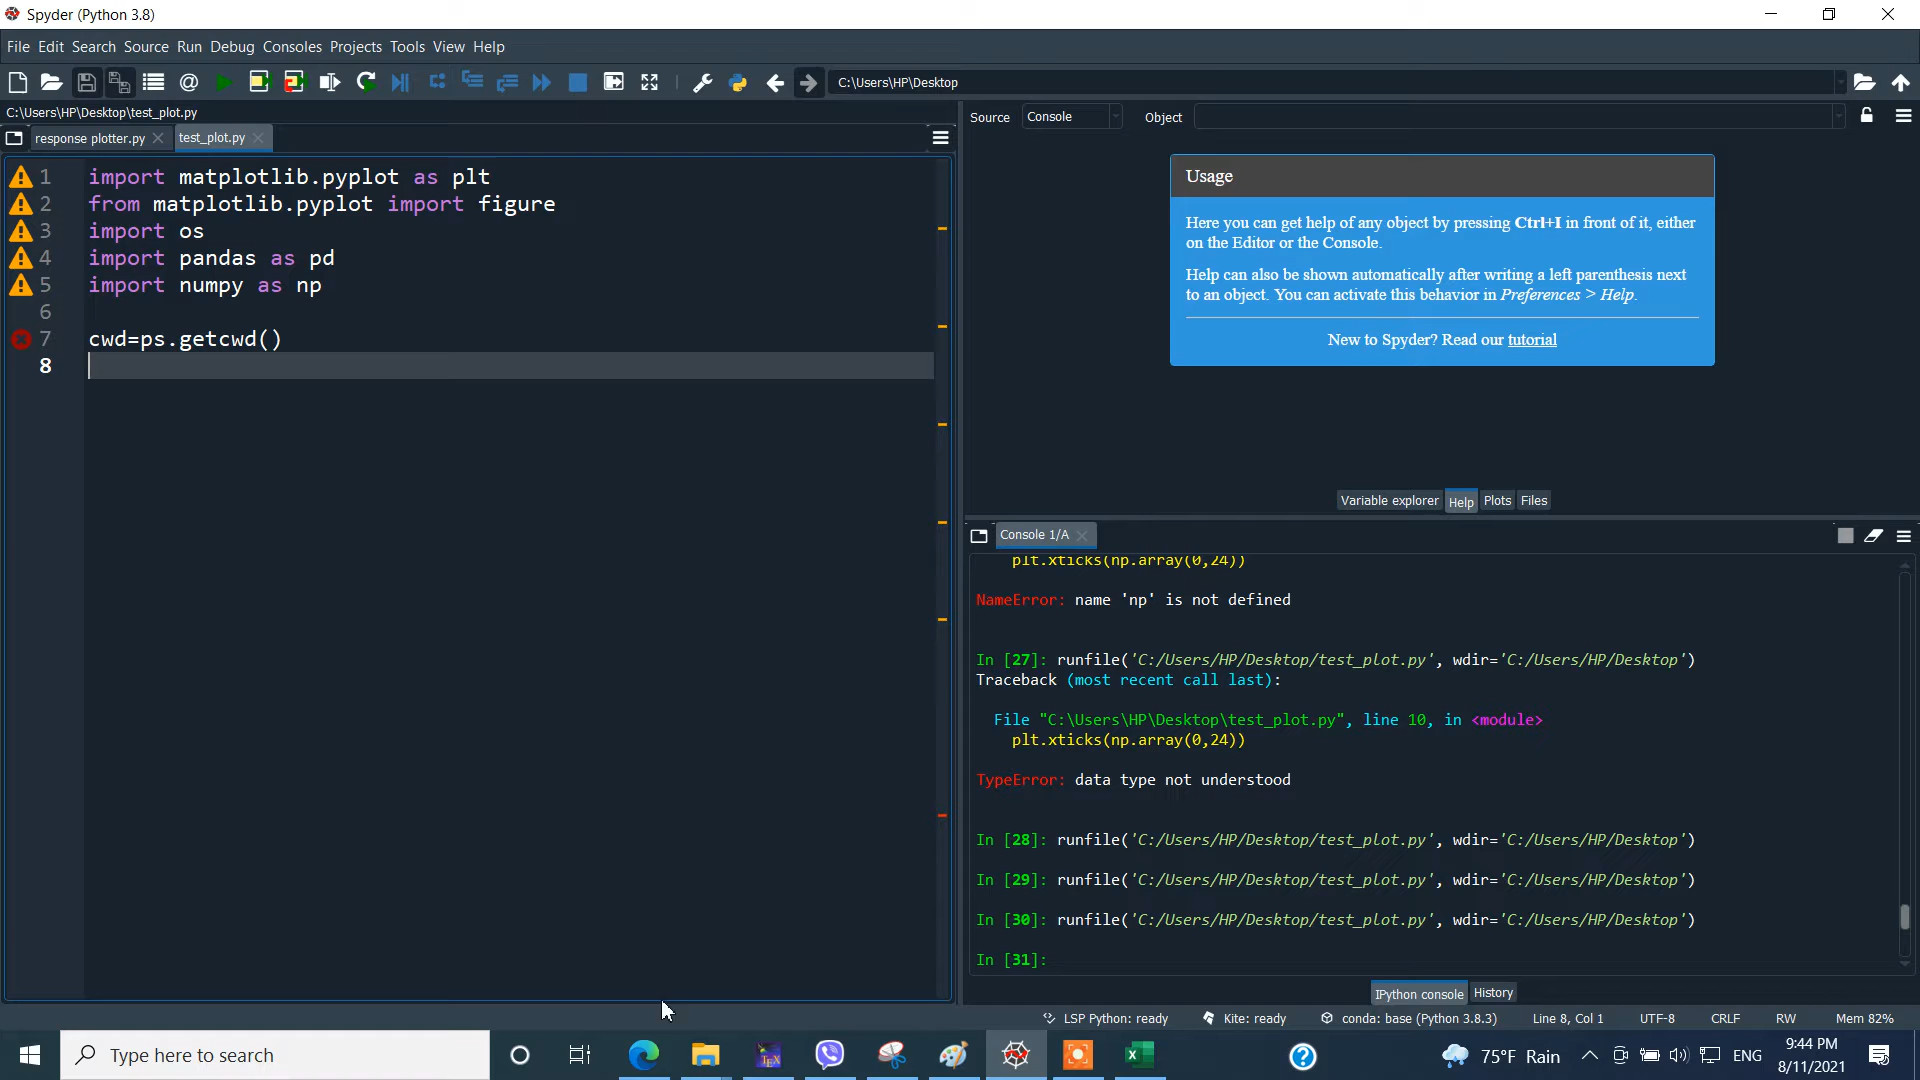 Spyder (Python 3.8)
File Edit Search Source Run Debug Consoles Projects Tools View Help
C:\Users\HP\Desktop
C:\Users\HP\Desktop\test_plot.py
response plotter.py
test_plot.py
1 import matplotlib.pyplot as plt
2 from matplotlib.pyplot import figure
3 import os
4 import pandas as pd
5 import numpy as np
6
7 cwd=ps.getcwd()
8
Source Console Object
Usage
Here you can get help of any object by pressing Ctrl+I in front of it, either
on the Editor or the Console.
Help can also be shown automatically after writing a left parenthesis next
to an object. You can activate this behavior in Preferences > Help.
New to Spyder? Read our tutorial
Variable explorer Help Plots Files
Console 1/A
plt.xticks(np.array(0,24))
NameError: name 'np' is not defined
In [27]: runfile('C:/Users/HP/Desktop/test_plot.py', wdir='C:/Users/HP/Desktop')
Traceback (most recent call last):
File "C:\Users\HP\Desktop\test_plot.py", line 10, in <module>
plt.xticks(np.array(0,24))
TypeError: data type not understood
In [28]: runfile('C:/Users/HP/Desktop/test_plot.py', wdir='C:/Users/HP/Desktop')
In [29]: runfile('C:/Users/HP/Desktop/test_plot.py', wdir='C:/Users/HP/Desktop')
In [30]: runfile('C:/Users/HP/Desktop/test_plot.py', wdir='C:/Users/HP/Desktop')
In [31]:
IPython console History
LSP Python: ready Kite: ready conda: base (Python 3.8.3) Line 8, Col 1 UTF-8 CRLF RW Mem 82%
Type here to search
TEX
75°F Rain
ENG
9:44 PM
8/11/2021